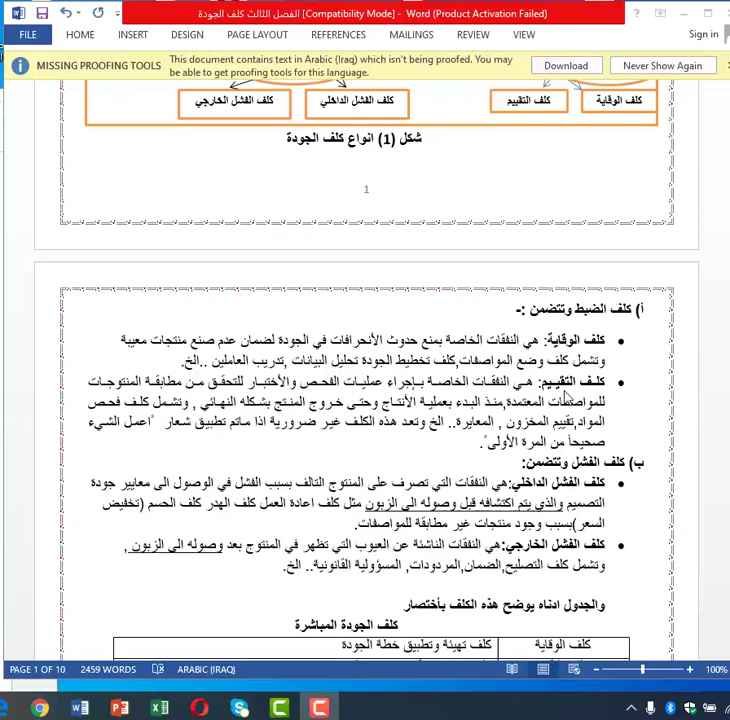 الفصل الثالث كلف الجودة [Compatibility Mode] - Word (Product Activation Failed)
FILE HOME INSERT DESIGN PAGE LAYOUT REFERENCES MAILINGS REVIEW VIEW Sign in
MISSING PROOFING TOOLS This document contains text in Arabic (Iraq) which isn't being proofed. You may be able to get proofing tools for this language. Download Never Show Again
كلف الوقاية كلف التقييم كلف الفشل الداخلي كلف الفشل الخارجي
شكل (1) انواع كلف الجودة
1
أ) كلف الضبط وتتضمن :-
• كلف الوقاية: هي النفقات الخاصة بمنع حدوث الأنحرافات في الجودة لضمان عدم صنع منتجات معيبة
وتشمل كلف وضع المواصفات,كلف تخطيط الجودة تحليل البيانات ,تدريب العاملين ..الخ.
• كلف التقييم: هي النفقات الخاصة بإجراء عمليات الفحص والأختبار للتحقق من مطابقة المنتوجات
للمواصفات المعتمدة,منذ البدء بعملية الأنتاج وحتى خروج المنتج بشكله النهائي , وتشمل كلف فحص
المواد,تقييم المخزون , المعايرة.. الخ وتعد هذه الكلف غير ضرورية اذا ماتم تطبيق شعار "اعمل الشيء
صحيحاً من المرة الأولى".
ب) كلف الفشل وتتضمن:
• كلف الفشل الداخلي:هي النفقات التي تصرف على المنتوج التالف بسبب الفشل في الوصول الى معايير جودة
التصميم والذي يتم اكتشافه قبل وصوله الى الزبون مثل كلف اعادة العمل كلف الهدر كلف الحسم (تخفيض
السعر)بسبب وجود منتجات غير مطابقة للمواصفات.
• كلف الفشل الخارجي:هي النفقات الناشئة عن العيوب التي تظهر في المنتوج بعد وصوله الى الزبون ,
وتشمل كلف التصليح,الضمان,المردودات, المسؤولية القانونية.. الخ.
والجدول ادناه يوضح هذه الكلف بأختصار
كلف الجودة المباشرة
كلف الوقاية كلف تهيئة وتطبيق خطة الجودة
PAGE 1 OF 10 2459 WORDS ARABIC (IRAQ) 100%